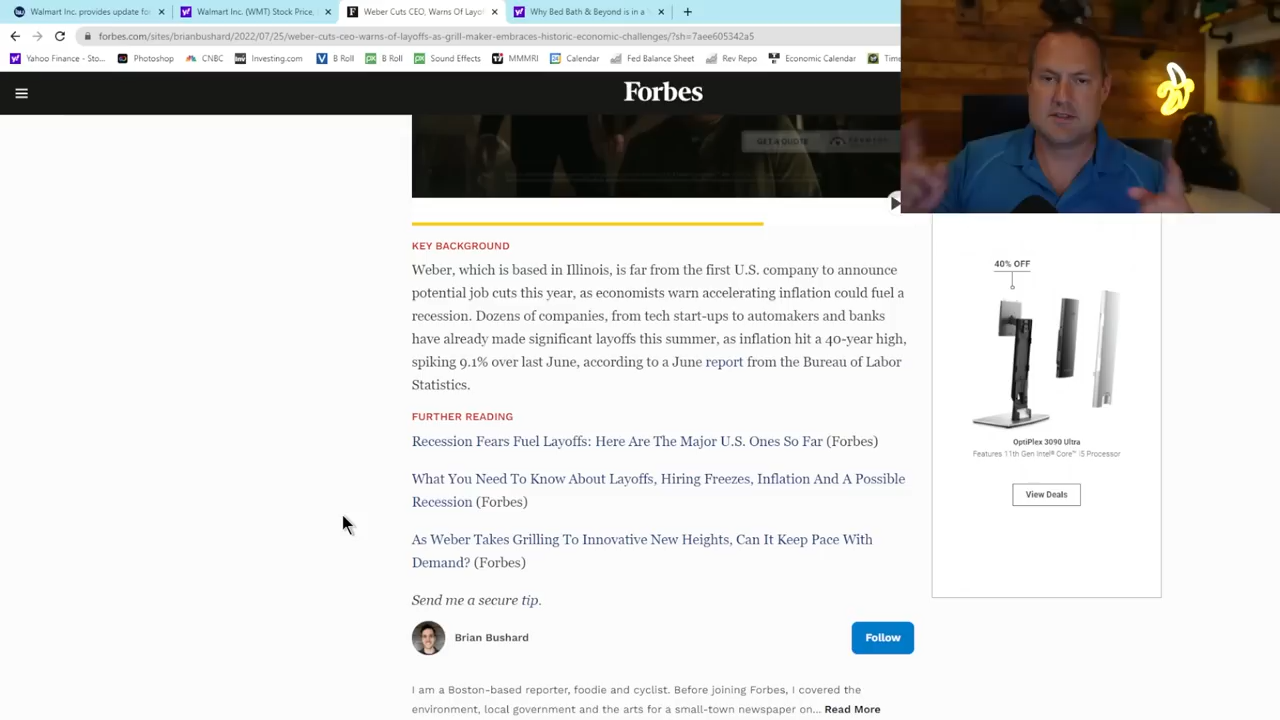 Walmart Inc. provides update for
Walmart Inc. (WMT) Stock Price,
Weber Cuts CEO, Warns Of Layo
Why Bed Bath & Beyond is in a
forbes.com/sites/brianbushard/2022/07/25/weber-cuts-ceo-warns-of-layoffs-as-grill-maker-embraces-historic-economic-challenges/?sh=7aee605342a5
Yahoo Finance - Sto...
Photoshop
CNBC
Investing.com
B Roll
B Roll
Sound Effects
MMMRI
Calendar
Fed Balance Sheet
Rev Repo
Economic Calendar
Time
Forbes
GET A QUOTE
KEY BACKGROUND
Weber, which is based in Illinois, is far from the first U.S. company to announce
potential job cuts this year, as economists warn accelerating inflation could fuel a
recession. Dozens of companies, from tech start-ups to automakers and banks
have already made significant layoffs this summer, as inflation hit a 40-year high,
spiking 9.1% over last June, according to a June report from the Bureau of Labor
Statistics.
FURTHER READING
Recession Fears Fuel Layoffs: Here Are The Major U.S. Ones So Far (Forbes)
What You Need To Know About Layoffs, Hiring Freezes, Inflation And A Possible
Recession (Forbes)
As Weber Takes Grilling To Innovative New Heights, Can It Keep Pace With
Demand? (Forbes)
Send me a secure tip.
Brian Bushard
Follow
I am a Boston-based reporter, foodie and cyclist. Before joining Forbes, I covered the
environment, local government and the arts for a small-town newspaper on... Read More
40% OFF
OptiPlex 3090 Ultra
Features 11th Gen Intel® Core™ i5 Processor
View Deals